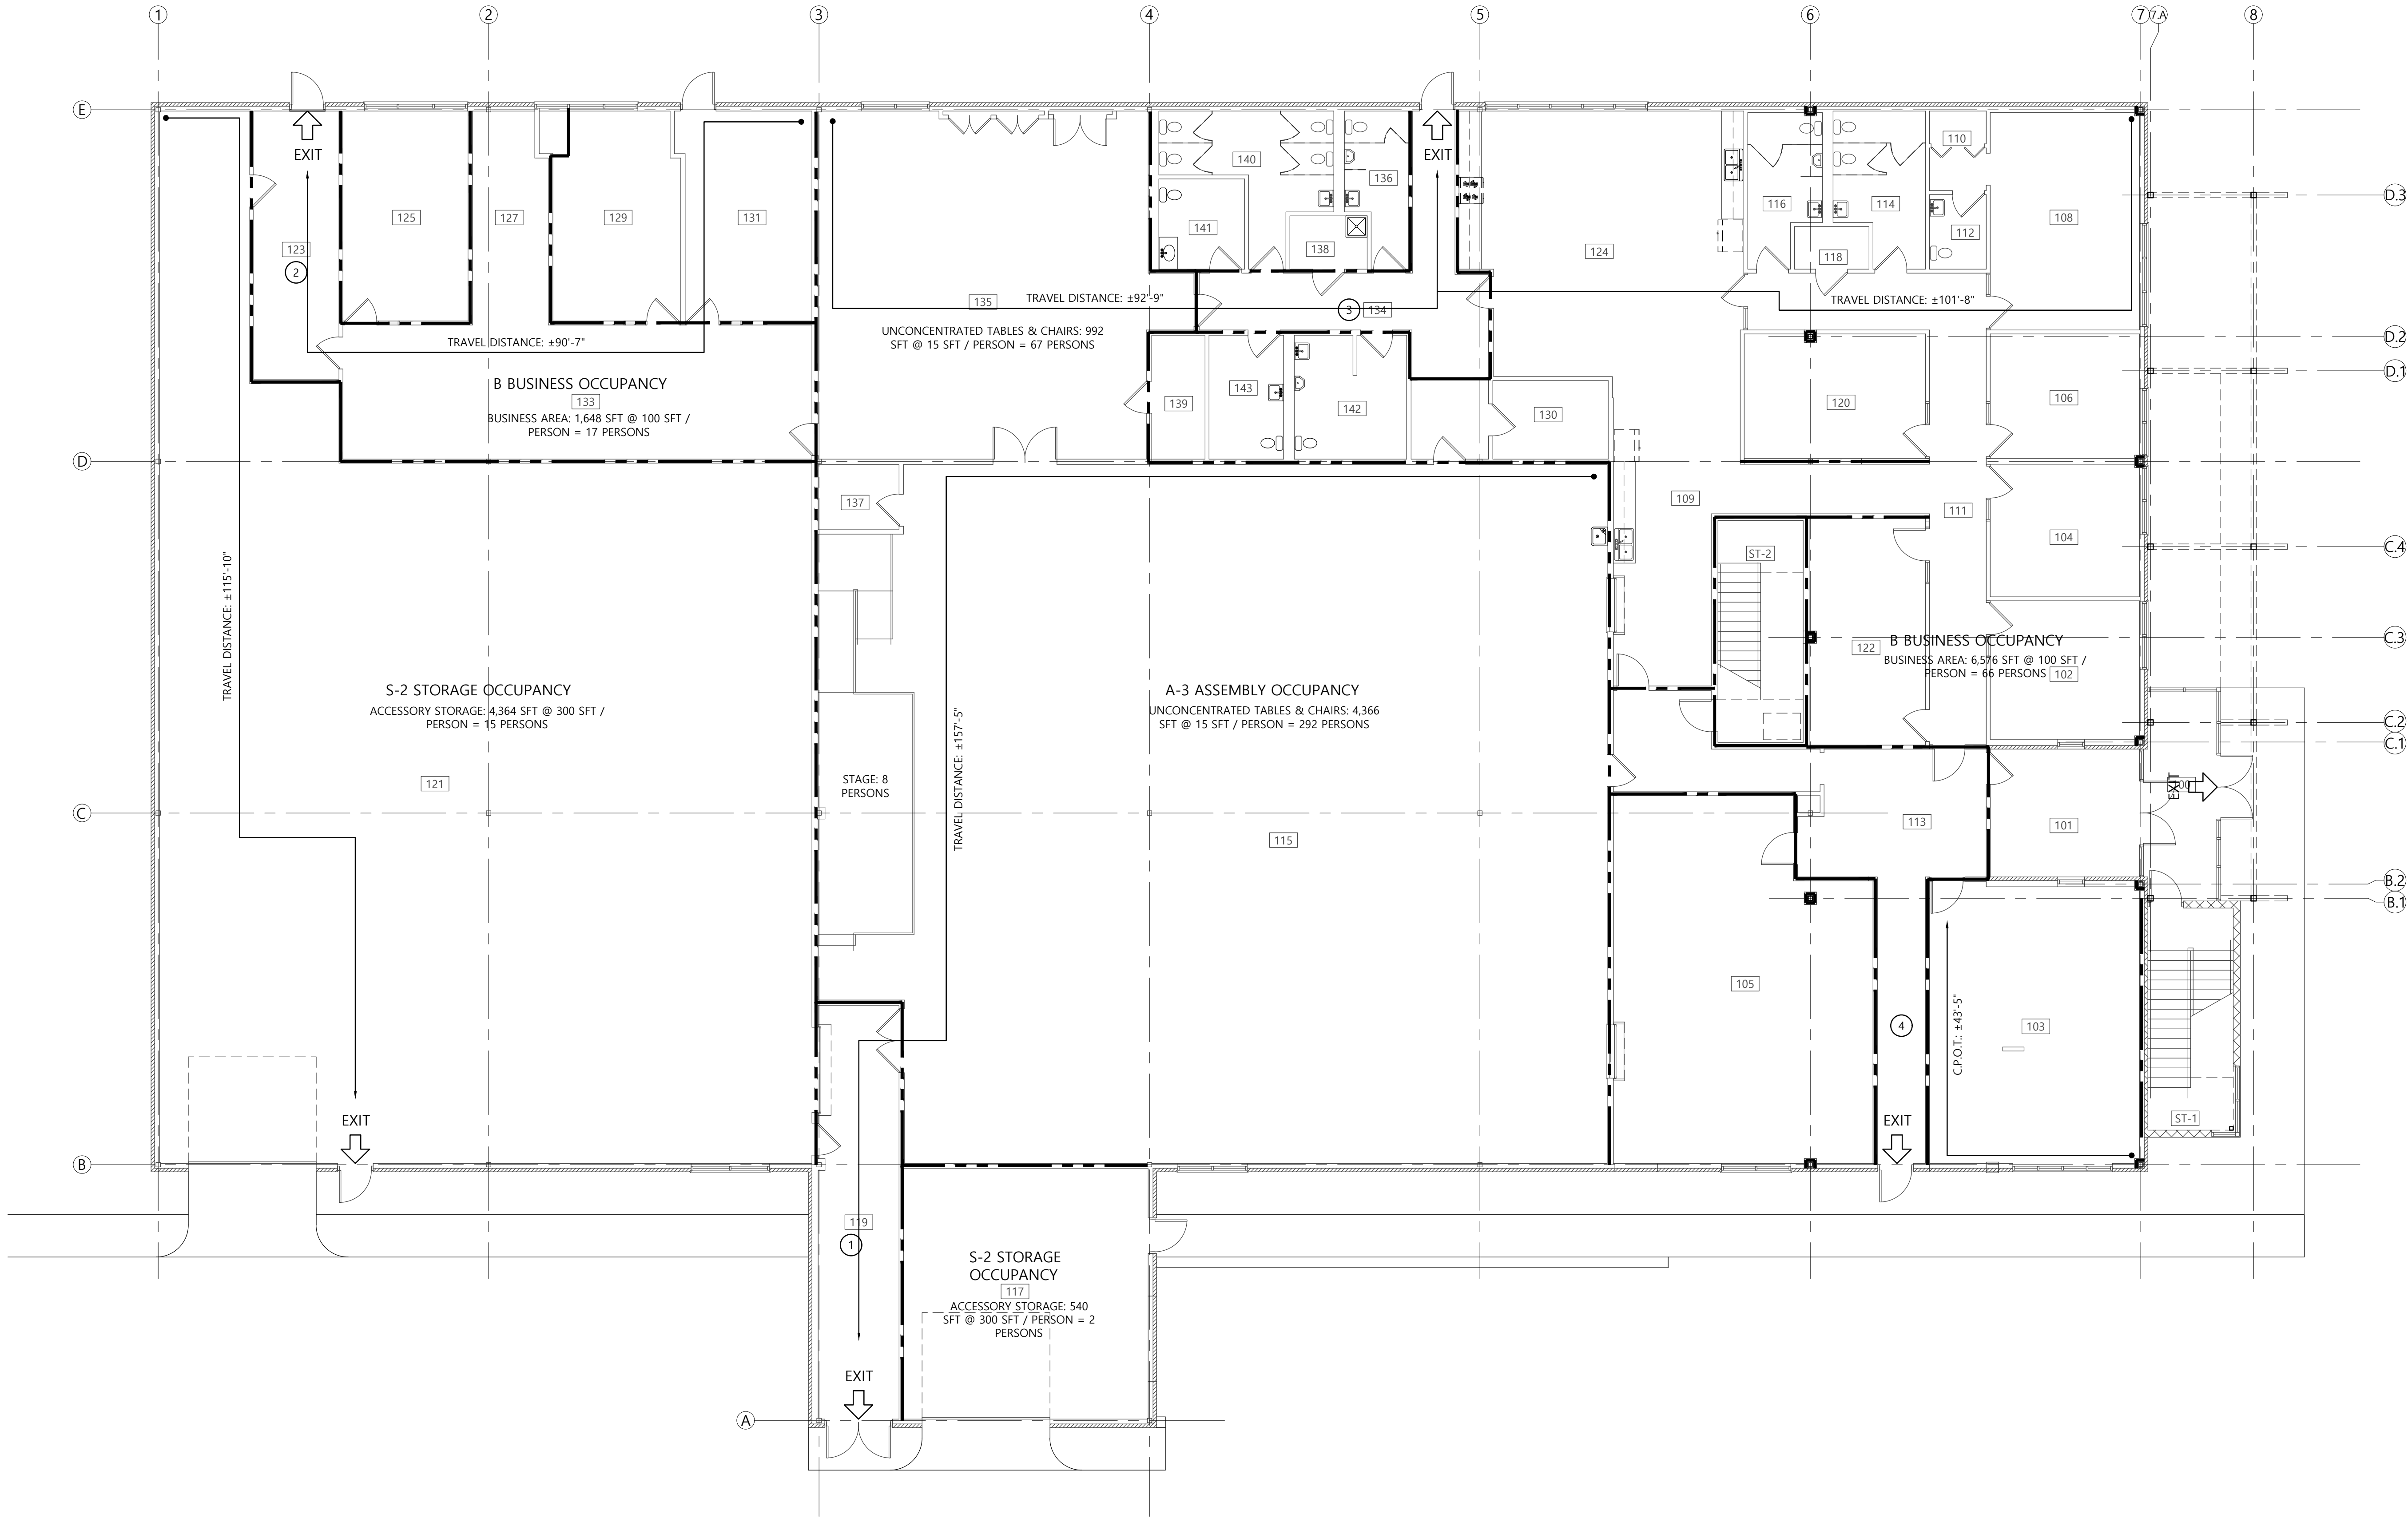 1
2
3
4
5
6
7
7.A
8
E
EXIT
EXIT
110
140
136
D.3
125
127
129
131
116
114
108
141
112
123
138
124
118
2
135
TRAVEL DISTANCE: ±92'-9"
TRAVEL DISTANCE: ±101'-8"
3
134
UNCONCENTRATED TABLES & CHAIRS: 992
SFT @ 15 SFT / PERSON = 67 PERSONS
TRAVEL DISTANCE: ±90'-7"
D.2
D.1
B BUSINESS OCCUPANCY
133
BUSINESS AREA: 1,648 SFT @ 100 SFT /
PERSON = 17 PERSONS
139
143
142
130
120
106
D
137
109
111
104
C.4
ST-2
TRAVEL DISTANCE: ±115'-10"
C.3
122
B BUSINESS OCCUPANCY
BUSINESS AREA: 6,576 SFT @ 100 SFT /
PERSON = 66 PERSONS
102
S-2 STORAGE OCCUPANCY
ACCESSORY STORAGE: 4,364 SFT @ 300 SFT /
PERSON = 15 PERSONS
A-3 ASSEMBLY OCCUPANCY
UNCONCENTRATED TABLES & CHAIRS: 4,366
SFT @ 15 SFT / PERSON = 292 PERSONS
C.2
C.1
TRAVEL DISTANCE: ±157'-5"
STAGE: 8
PERSONS
121
EXIT
C
115
113
101
B.2
B.1
105
4
103
C.P.O.T.: ±43'-5"
EXIT
EXIT
ST-1
B
119
1
S-2 STORAGE
OCCUPANCY
117
ACCESSORY STORAGE: 540
SFT @ 300 SFT / PERSON = 2
PERSONS
EXIT
A